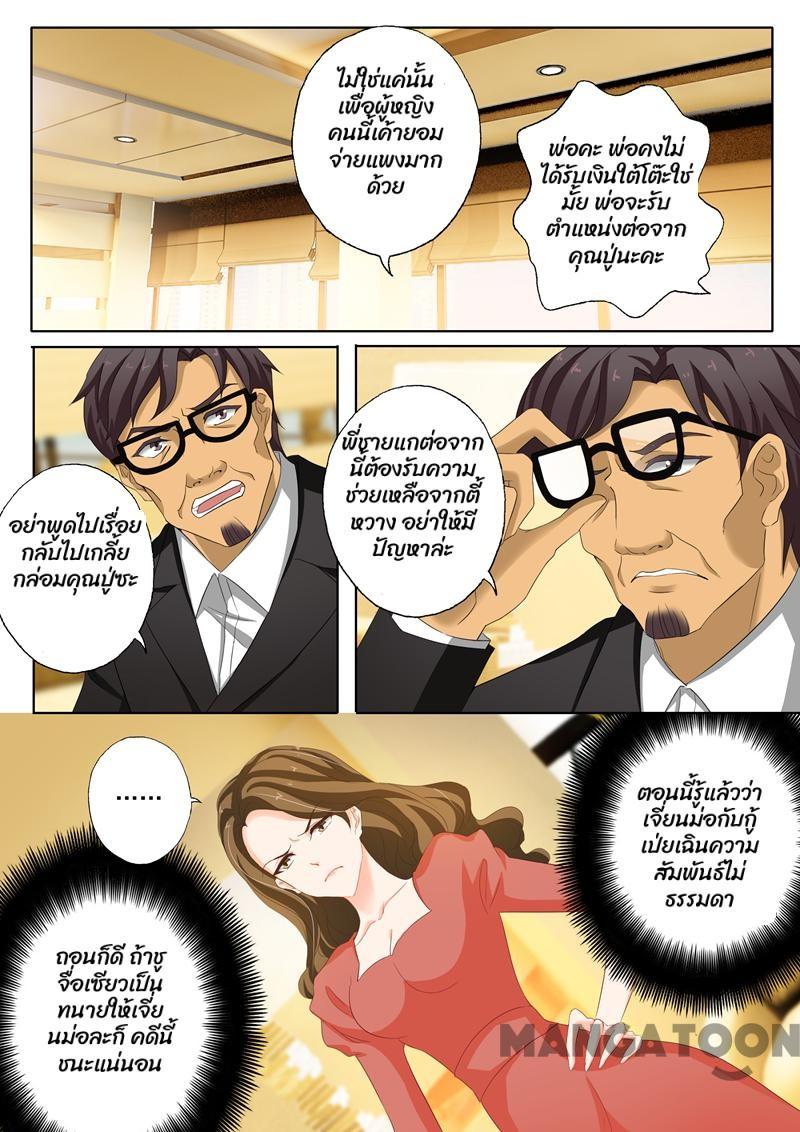 ไม่ใช่แค่นั้น
เพื่อผู้หญิง
คนนี้เค้ายอม
จ่ายแพงมาก
ด้วย
พ่อคะ พ่อคงไม่
ได้รับเงินใต้โต๊ะใช่
มั้ย พ่อจะรับ
ตำแหน่งต่อจาก
คุณปู่นะคะ
อย่าพูดไปเรื่อย
กลับไปเกลี้ย
กล่อมคุณปู่ซะ
พี่ชายแกต่อจาก
นี้ต้องรับความ
ช่วยเหลือจากตี้
หวาง อย่าให้มี
ปัญหาล่ะ
......
ตอนนี้รู้แล้วว่า
เจี่ยนม่อกับกู้
เป่ยเฉินความ
สัมพันธ์ไม่
ธรรมดา
ถอนก็ดี ถ้าชู
จื่อเซียวเป็น
ทนายให้เจี่ย
นม่อละก็ คดีนี้
ชนะแน่นอน
MANGATOON